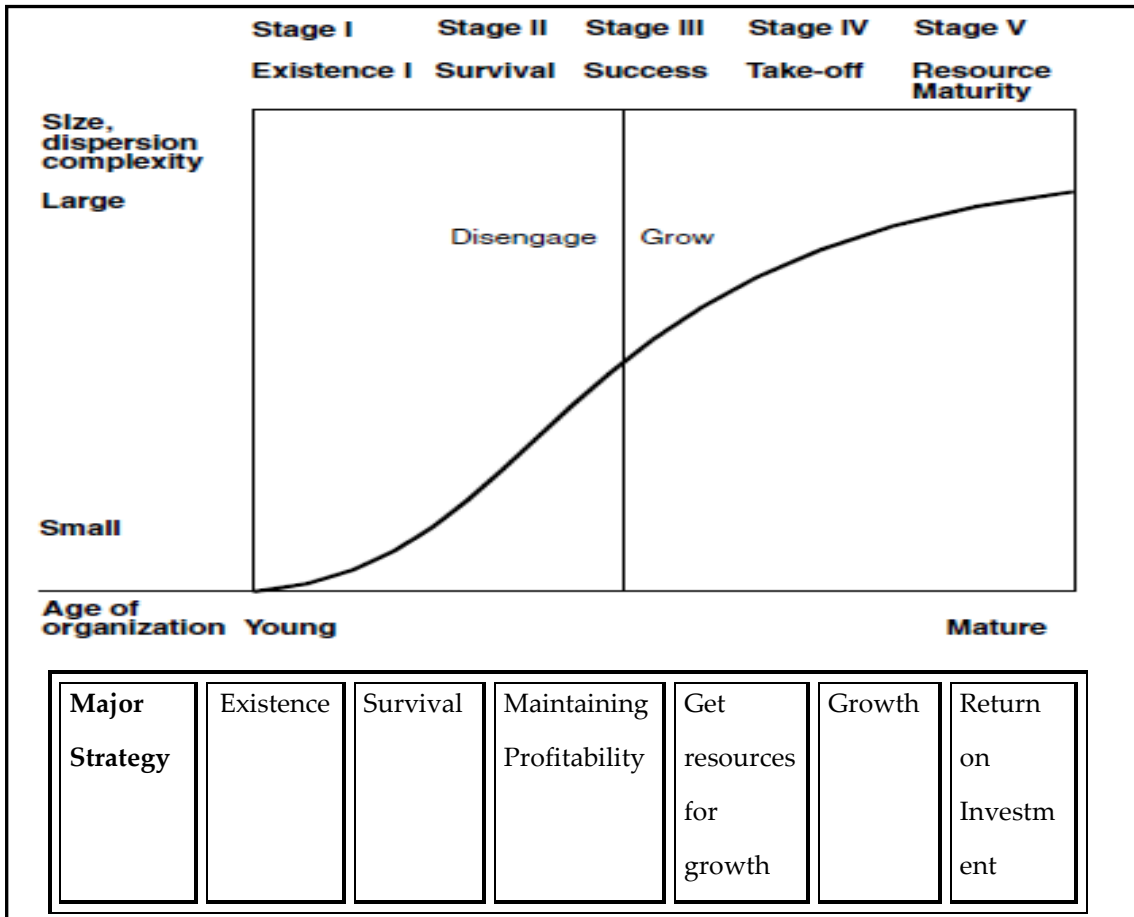 Stage I Stage II Stage III Stage IV Stage V
Existence I Survival Success Take-off Resource
Maturity
SIze,
dispersion
complexity
Large
Disengage Grow
Small
Age of
organization Young Mature
Major Existence Survival Maintaining Get Growth Return
Strategy Profitability resources on
for Investm
growth ent